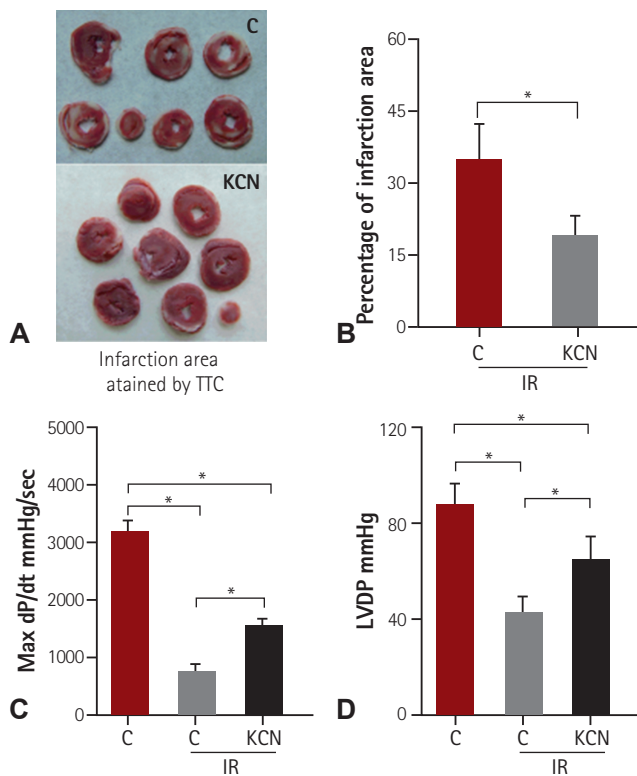 C
KCN
A
Infarction area
atained by TTC
B
Percentage of infarction area
60
45
30
15
0
*
C
KCN
IR
C
Max dP/dt mmHg/sec
5000
4000
3000
2000
1000
0
*
*
*
C
C
KCN
IR
D
LVDP mmHg
120
80
40
0
*
*
*
C
C
KCN
IR